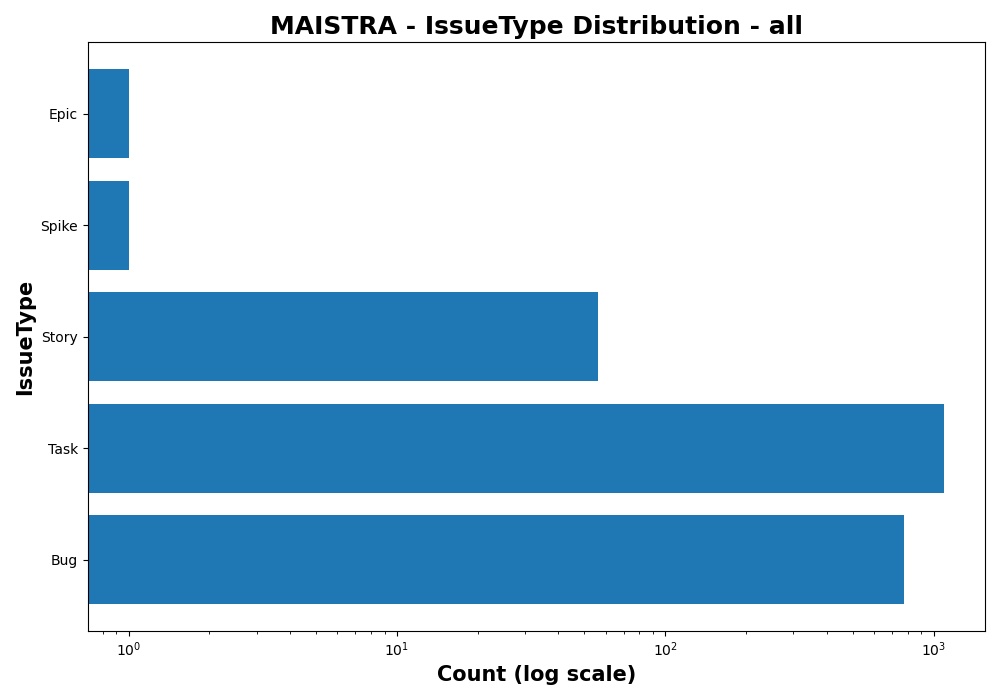 MAISTRA - IssueType Distribution - all
Epic
Spike
Story
Task
Bug
IssueType
10⁰ 10¹ 10² 10³
Count (log scale)